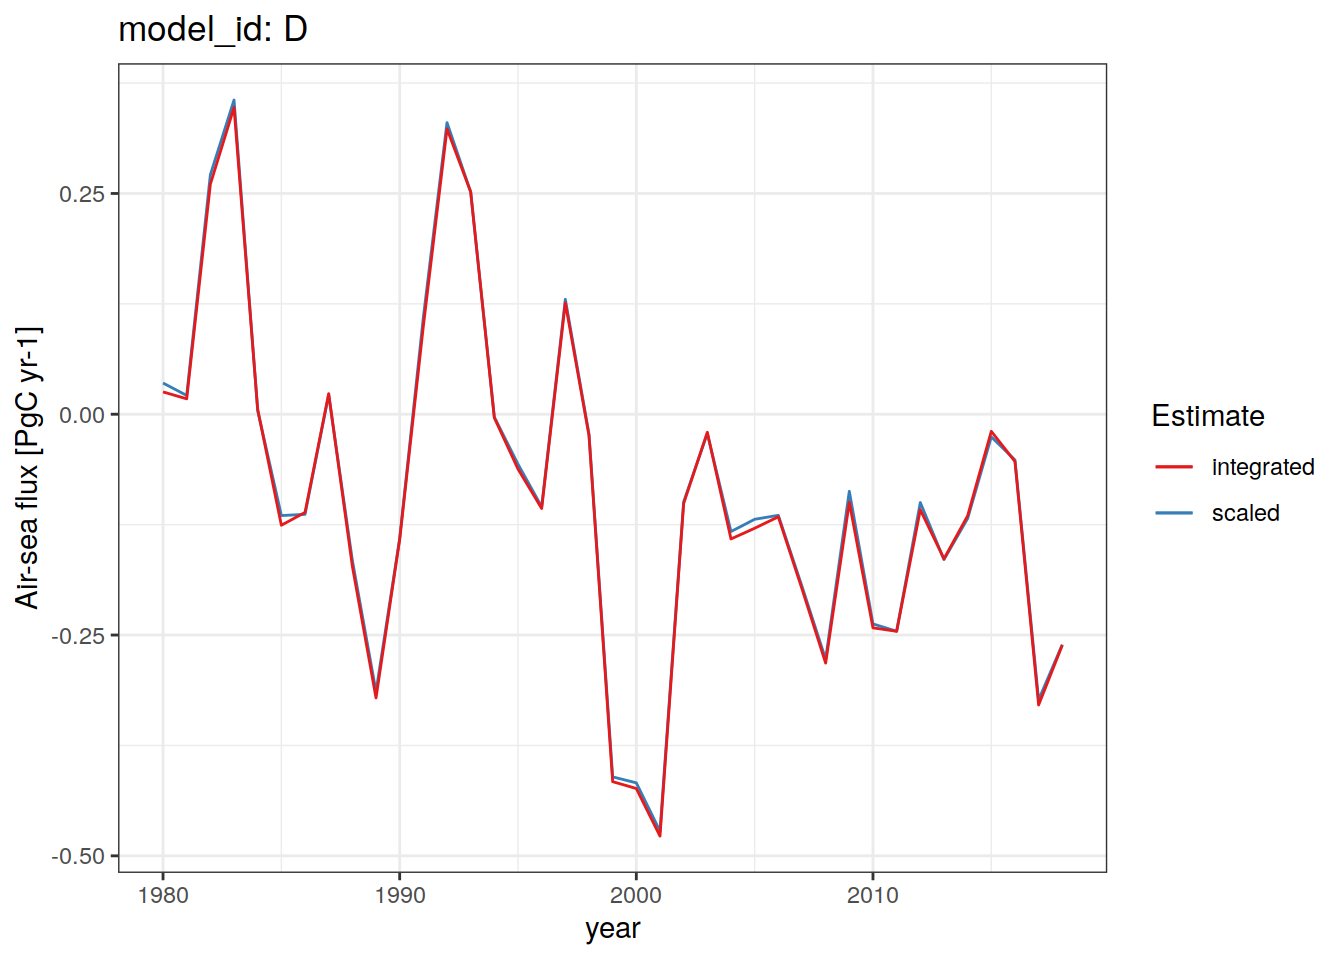 model_id: D
Air-sea flux [PgC yr-1]
0.25
0.00
-0.25
-0.50
1980 1990 2000 2010
year
Estimate
integrated
scaled